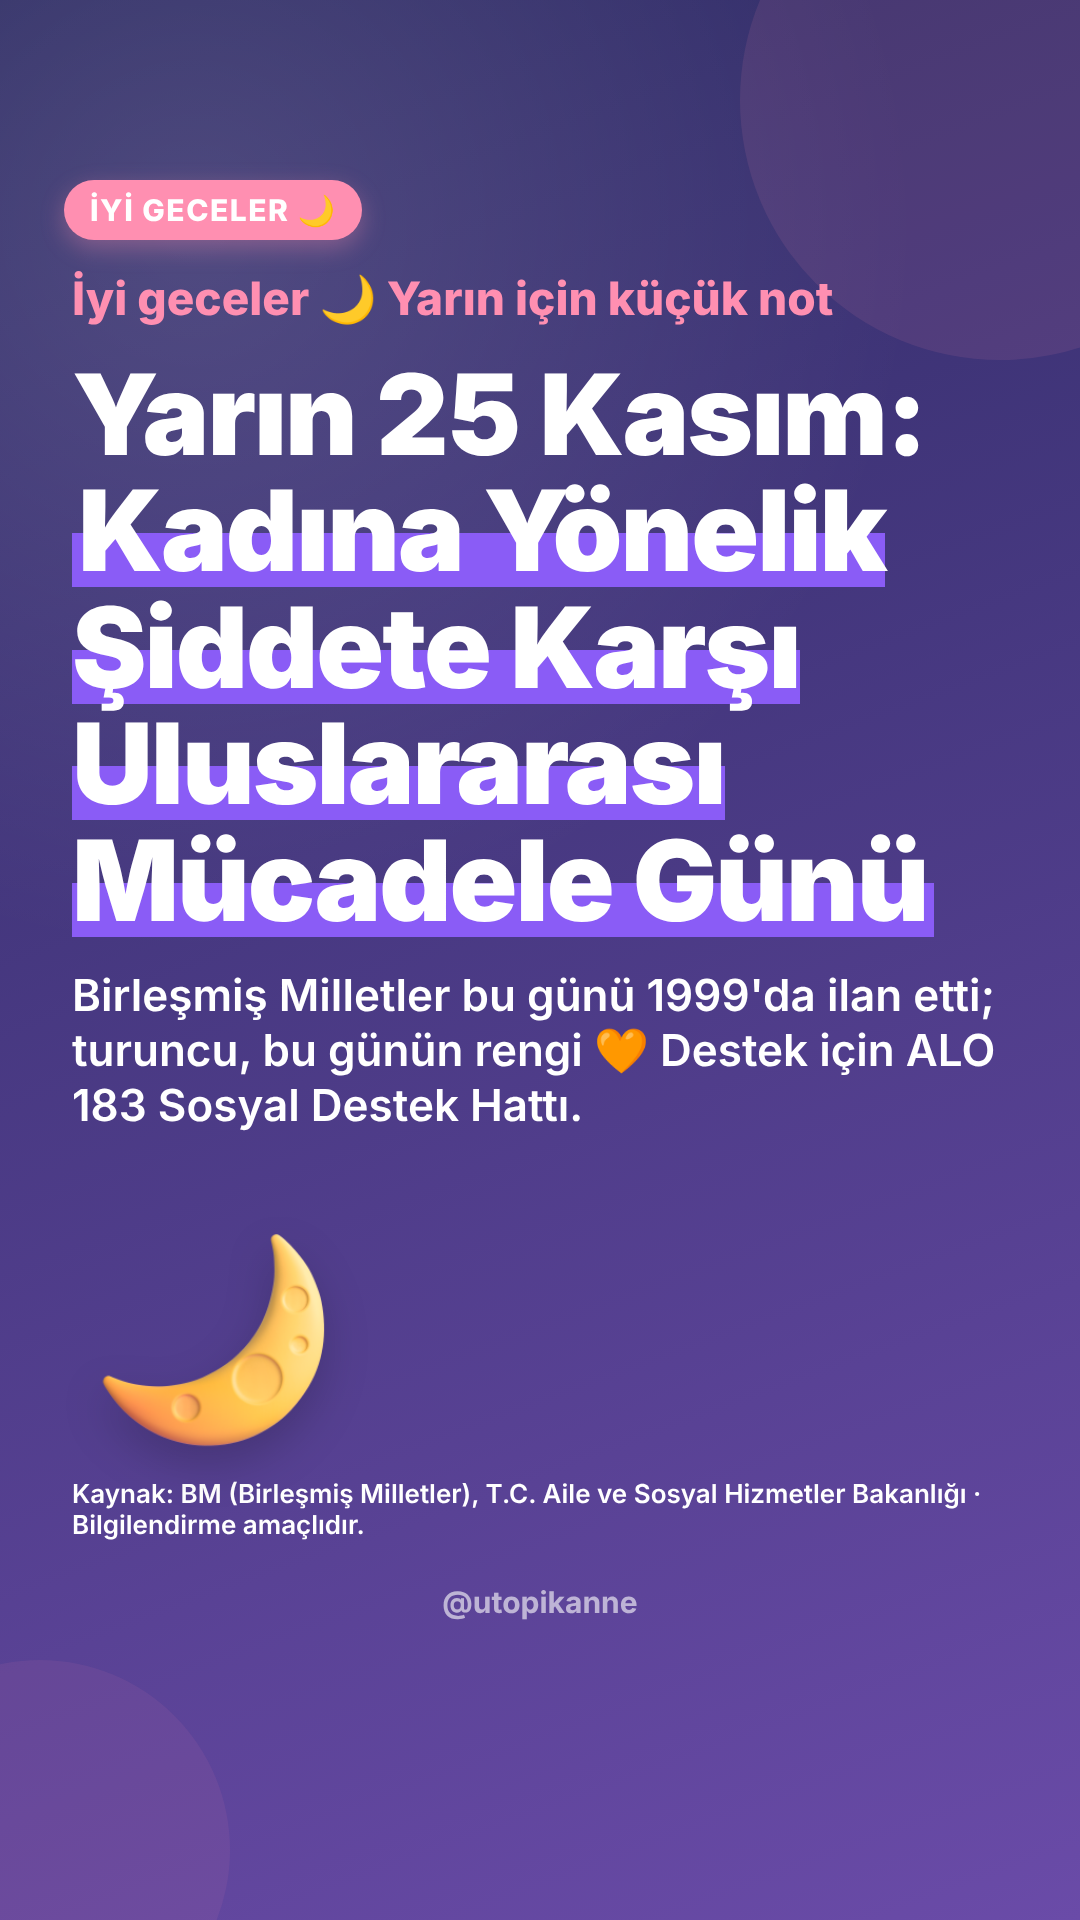 İYİ GECELER 🌙
İyi geceler 🌙 Yarın için küçük not
Yarın 25 Kasım:
Kadına Yönelik
Şiddete Karşı
Uluslararası
Mücadele Günü
Birleşmiş Milletler bu günü 1999'da ilan etti;
turuncu, bu günün rengi 🧡 Destek için ALO
183 Sosyal Destek Hattı.
Kaynak: BM (Birleşmiş Milletler), T.C. Aile ve Sosyal Hizmetler Bakanlığı ·
Bilgilendirme amaçlıdır.
@utopikanne